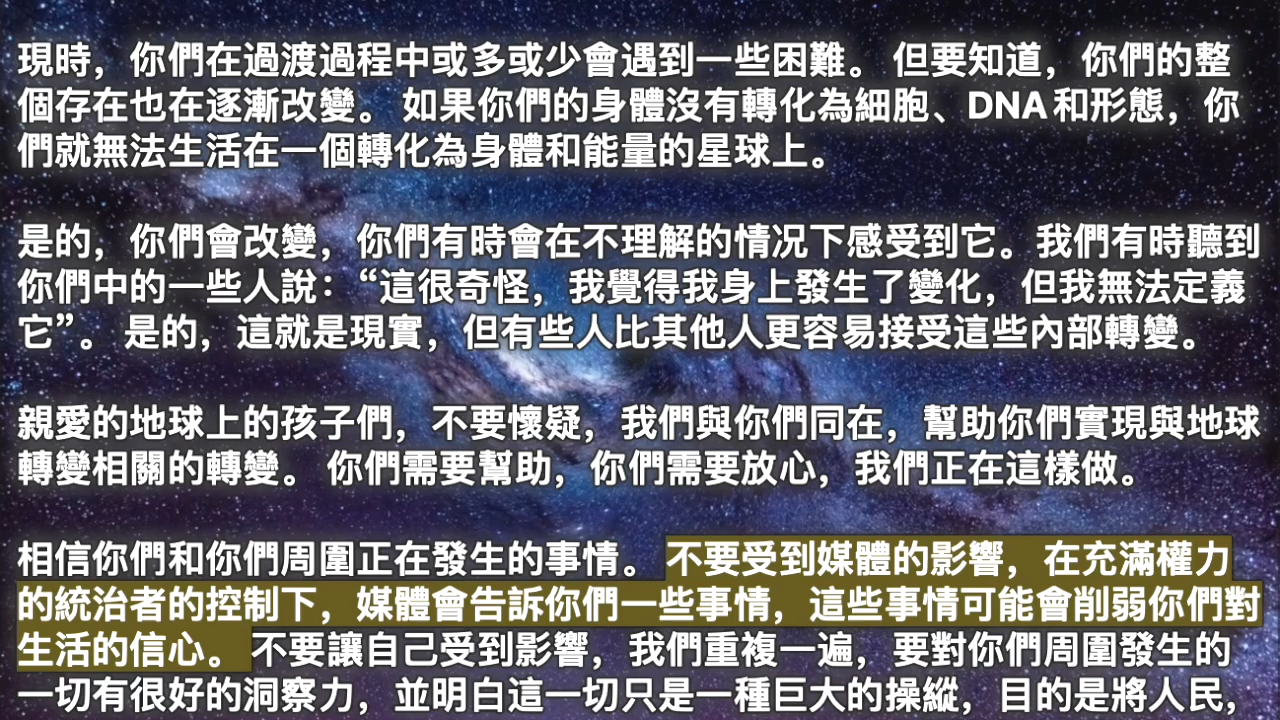 現時，你們在過渡過程中或多或少會遇到一些困難。 但要知道，你們的整
個存在也在逐漸改變。 如果你們的身體沒有轉化為細胞、DNA 和形態，你
們就無法生活在一個轉化為身體和能量的星球上。
是的，你們會改變，你們有時會在不理解的情况下感受到它。我們有時聽到
你們中的一些人說：“這很奇怪，我覺得我身上發生了變化，但我無法定義
它”。 是的，這就是現實，但有些人比其他人更容易接受這些內部轉變。
親愛的地球上的孩子們，不要懷疑，我們與你們同在，幫助你們實現與地球
轉變相關的轉變。 你們需要幫助，你們需要放心，我們正在這樣做。
相信你們和你們周圍正在發生的事情。 不要受到媒體的影響，在充滿權力
的統治者的控制下，媒體會告訴你們一些事情，這些事情可能會削弱你們對
生活的信心。 不要讓自己受到影響，我們重複一遍，要對你們周圍發生的
一切有很好的洞察力，並明白這一切只是一種巨大的操縱，目的是將人民，